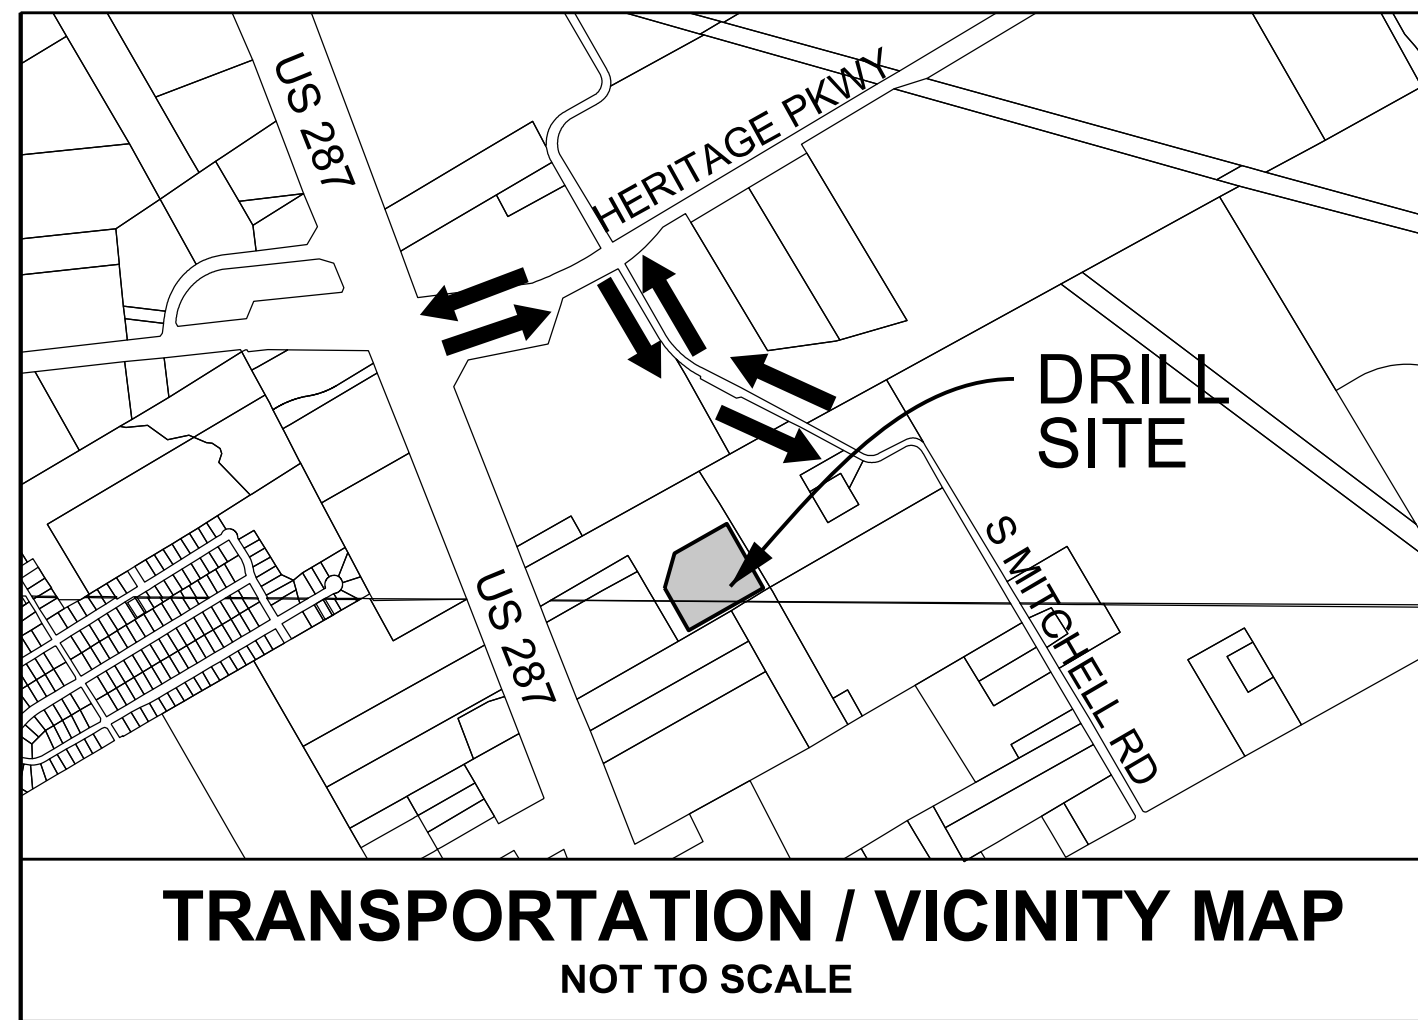 US 287
HERITAGE PKWY
DRILL
SITE
S MITCHELL RD
US 287
TRANSPORTATION / VICINITY MAP
NOT TO SCALE